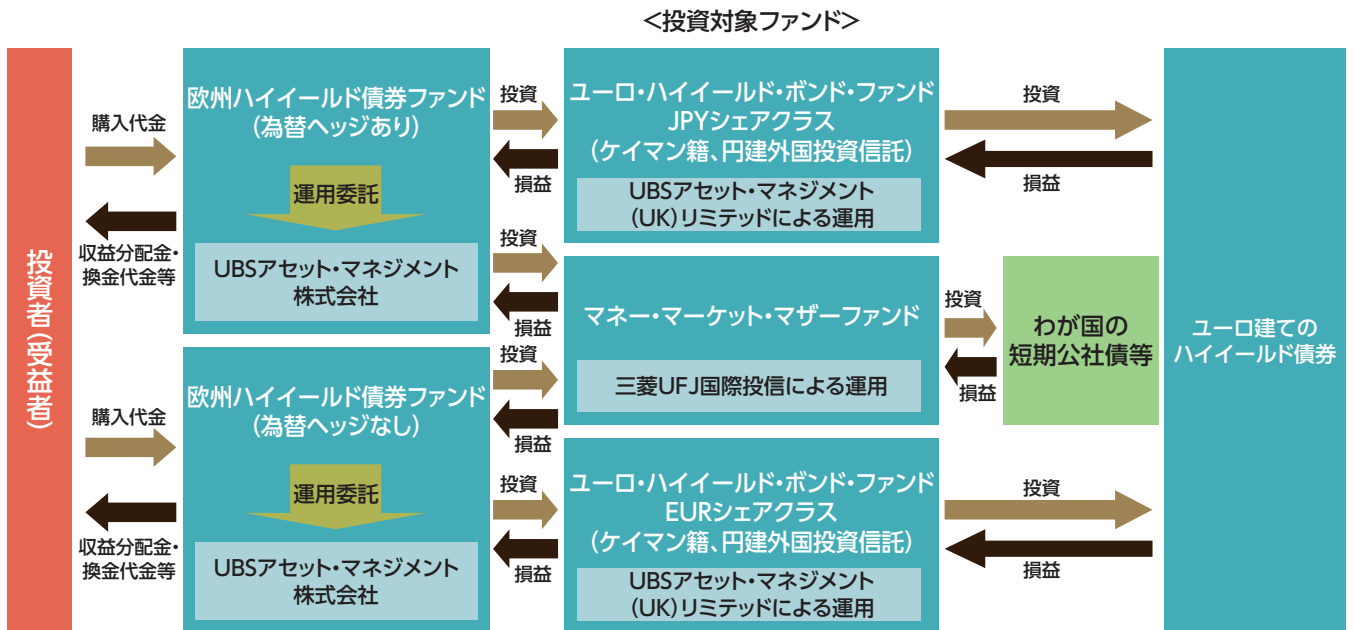 ＜投資対象ファンド＞
投資者（受益者）
購入代金
収益分配金・
換金代金等
欧州ハイイールド債券ファンド
（為替ヘッジあり）
運用委託
UBSアセット・マネジメント
株式会社
投資
損益
ユーロ・ハイイールド・ボンド・ファンド
JPYシェアクラス
（ケイマン籍、円建外国投資信託）
UBSアセット・マネジメント
（UK）リミテッドによる運用
投資
損益
投資
損益
マネー・マーケット・マザーファンド
三菱UFJ国際投信による運用
投資
損益
わが国の
短期公社債等
ユーロ建ての
ハイイールド債券
購入代金
収益分配金・
換金代金等
欧州ハイイールド債券ファンド
（為替ヘッジなし）
運用委託
UBSアセット・マネジメント
株式会社
投資
損益
投資
損益
ユーロ・ハイイールド・ボンド・ファンド
EURシェアクラス
（ケイマン籍、円建外国投資信託）
UBSアセット・マネジメント
（UK）リミテッドによる運用
投資
損益